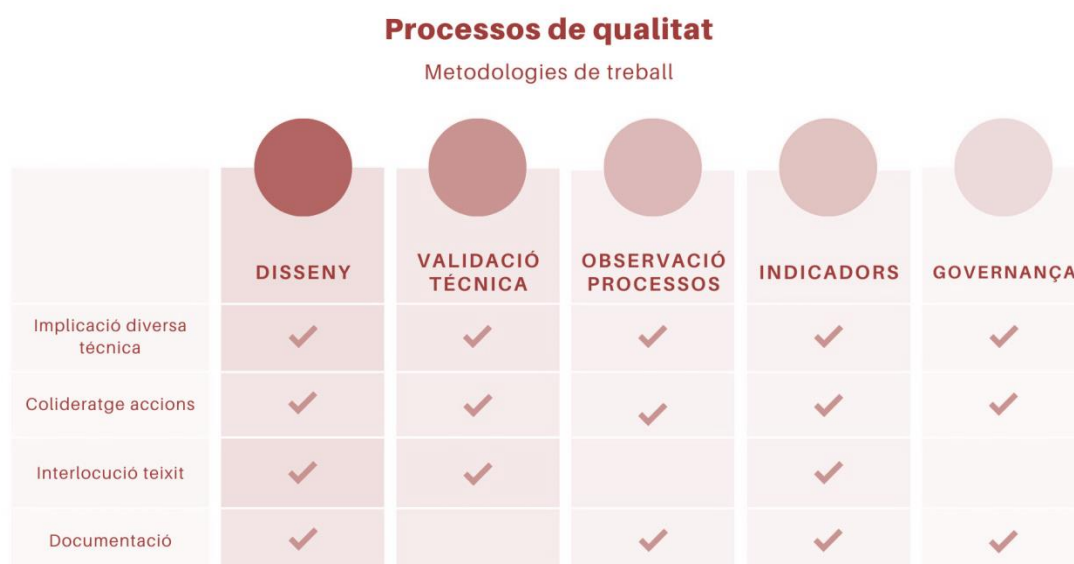 Processos de qualitat
Metodologies de treball
DISSENY
VALIDACIÓ
TÉCNICA
OBSERVACIÓ
PROCESSOS
INDICADORS
GOVERNANÇA
Implicació diversa
técnica
Colideratge accions
Interlocució teixit
Documentació